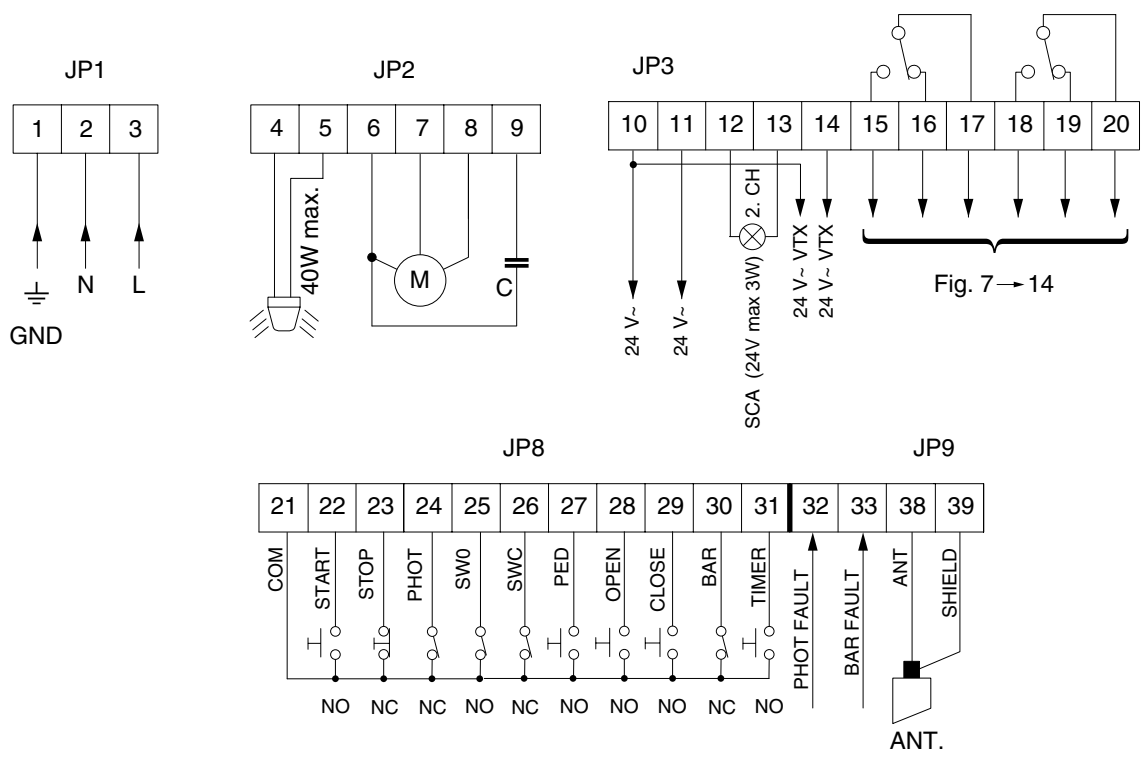 JP1
1 2 3
N L
GND
JP2
4 5 6 7 8 9
40W max.
M
C
JP3
10 11 12 13 14 15 16 17 18 19 20
24 V~
24 V~
SCA (24V max 3W) 2. CH
24 V~ VTX
24 V~ VTX
Fig. 7→14
JP8
JP9
21 22 23 24 25 26 27 28 29 30 31 32 33 38 39
COM
START
STOP
PHOT
SW0
SWC
PED
OPEN
CLOSE
BAR
TIMER
PHOT FAULT
BAR FAULT
ANT
SHIELD
NO NC NC NO NC NO NO NO NC NO
ANT.